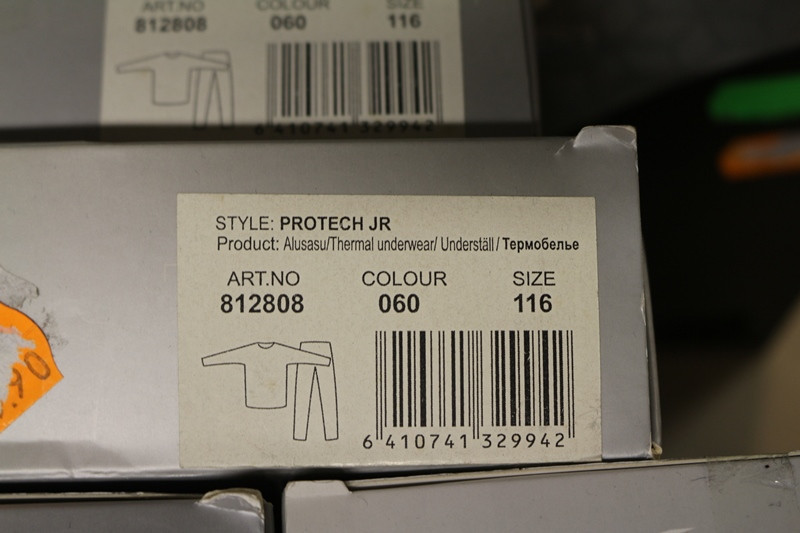 ART.NO COLOUR SIZE
812808 060 116
6 410741 329942
STYLE: PROTECH JR
Product: Alusasu/Thermal underwear/ Underställ/ Термобелье
ART.NO COLOUR SIZE
812808 060 116
6 410741 329942